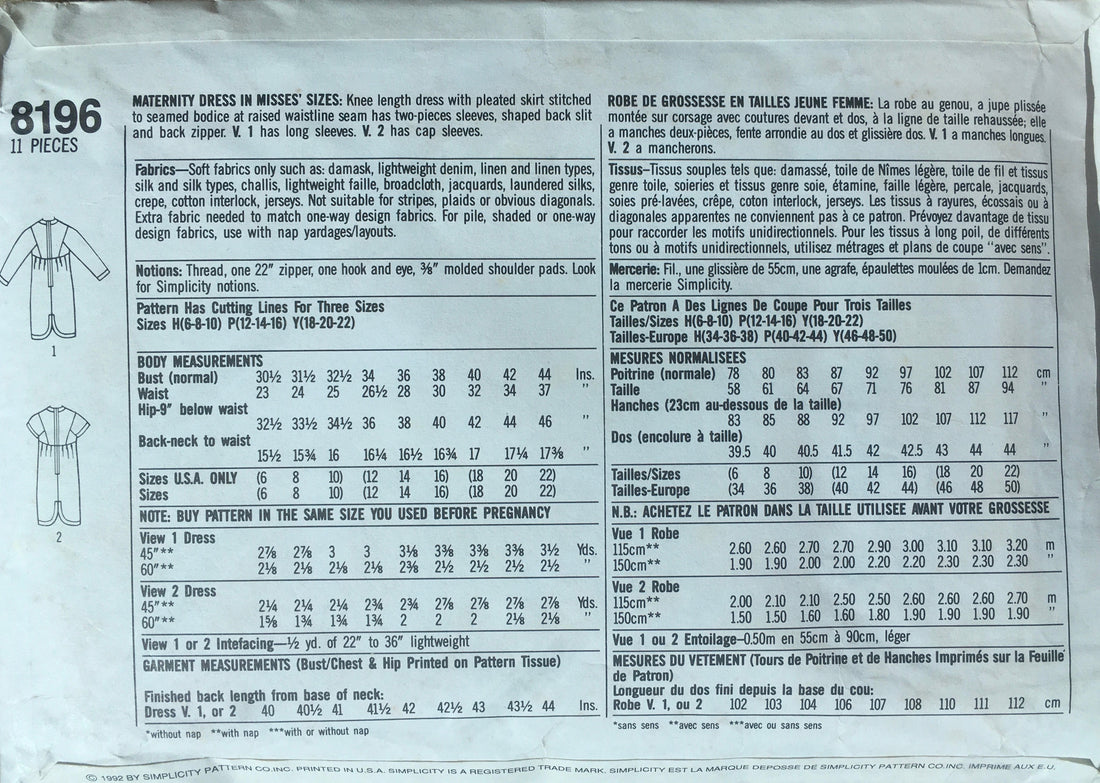 8196
11 PIECES
1
2
MATERNITY DRESS IN MISSES' SIZES: Knee length dress with pleated skirt stitched
to seamed bodice at raised waistline seam has two-pieces sleeves, shaped back slit
and back zipper. V. 1 has long sleeves. V. 2 has cap sleeves.
Fabrics—Soft fabrics only such as: damask, lightweight denim, linen and linen types,
silk and silk types, challis, lightweight faille, broadcloth, jacquards, laundered silks,
crepe, cotton interlock, jerseys. Not suitable for stripes, plaids or obvious diagonals.
Extra fabric needed to match one-way design fabrics. For pile, shaded or one-way
design fabrics, use with nap yardages/layouts.
Notions: Thread, one 22" zipper, one hook and eye, ⅜" molded shoulder pads. Look
for Simplicity notions.
Pattern Has Cutting Lines For Three Sizes
Sizes H(6-8-10) P(12-14-16) Y(18-20-22)
BODY MEASUREMENTS
Bust (normal) 30½ 31½ 32½ 34 36 38 40 42 44 Ins.
Waist 23 24 25 26½ 28 30 32 34 37 "
Hip-9" below waist
32½ 33½ 34½ 36 38 40 42 44 46 "
Back-neck to waist
15½ 15¾ 16 16¼ 16½ 16¾ 17 17¼ 17⅜ "
Sizes U.S.A. ONLY (6 8 10) (12 14 16) (18 20 22)
Sizes (6 8 10) (12 14 16) (18 20 22)
NOTE: BUY PATTERN IN THE SAME SIZE YOU USED BEFORE PREGNANCY
View 1 Dress
45"** 2⅞ 2⅞ 3 3 3⅛ 3⅜ 3⅜ 3⅜ 3½ Yds.
60"** 2⅛ 2⅛ 2⅛ 2⅛ 2⅜ 2½ 2½ 2½ 2½ "
View 2 Dress
45"** 2¼ 2¼ 2¼ 2¾ 2¾ 2⅞ 2⅞ 2⅞ 2⅞ Yds.
60"** 1⅝ 1¾ 1¾ 1¾ 2 2 2 2⅛ 2⅛ "
View 1 or 2 Intefacing—½ yd. of 22" to 36" lightweight
GARMENT MEASUREMENTS (Bust/Chest & Hip Printed on Pattern Tissue)
Finished back length from base of neck:
Dress V. 1, or 2 40 40½ 41 41½ 42 42½ 43 43½ 44 Ins.
*without nap **with nap ***with or without nap
ROBE DE GROSSESSE EN TAILLES JEUNE FEMME: La robe au genou, a jupe plissée
montée sur corsage avec coutures devant et dos, à la ligne de taille rehaussée; elle
a manches deux-pièces, fente arrondie au dos et glissière dos. V. 1 a manches longues.
V. 2 a mancherons.
Tissus—Tissus souples tels que: damassé, toile de Nîmes légère, toile de fil et tissus
genre toile, soieries et tissus genre soie, étamine, faille légère, percale, jacquards,
soies pré-lavées, crêpe, coton interlock, jerseys. Les tissus à rayures, écossais ou à
diagonales apparentes ne conviennent pas à ce patron. Prévoyez davantage de tissu
pour raccorder les motifs unidirectionnels. Pour les tissus à long poil, de différents
tons ou à motifs unidirectionnels, utilisez métrages et plans de coupe "avec sens".
Mercerie: Fil., une glissière de 55cm, une agrafe, épaulettes moulées de 1cm. Demandez
la mercerie Simplicity.
Ce Patron A Des Lignes De Coupe Pour Trois Tailles
Tailles/Sizes H(6-8-10) P(12-14-16) Y(18-20-22)
Tailles-Europe H(34-36-38) P(40-42-44) Y(46-48-50)
MESURES NORMALISEES
Poitrine (normale) 78 80 83 87 92 97 102 107 112 cm
Taille 58 61 64 67 71 76 81 87 94 "
Hanches (23cm au-dessous de la taille)
83 85 88 92 97 102 107 112 117 "
Dos (encolure à taille)
39.5 40 40.5 41.5 42 42.5 43 44 44 "
Tailles/Sizes (6 8 10) (12 14 16) (18 20 22)
Tailles-Europe (34 36 38) (40 42 44) (46 48 50)
N.B.: ACHETEZ LE PATRON DANS LA TAILLE UTILISEE AVANT VOTRE GROSSESSE
Vue 1 Robe
115cm** 2.60 2.60 2.70 2.70 2.90 3.00 3.10 3.10 3.20 m
150cm** 1.90 1.90 2.00 2.00 2.20 2.20 2.30 2.30 2.30 "
Vue 2 Robe
115cm** 2.00 2.10 2.10 2.50 2.50 2.60 2.60 2.60 2.70 m
150cm** 1.50 1.50 1.60 1.60 1.80 1.90 1.90 1.90 1.90 "
Vue 1 ou 2 Entoilage—0.50m en 55cm à 90cm, léger
MESURES DU VETEMENT (Tours de Poitrine et de Hanches Imprimés sur la Feuille
de Patron)
Longueur du dos fini depuis la base du cou:
Robe V. 1, ou 2 102 103 104 106 107 108 110 111 112 cm
*sans sens **avec sens ***avec ou sans sens
© 1992 BY SIMPLICITY PATTERN CO.INC. PRINTED IN U.S.A. SIMPLICITY IS A REGISTERED TRADE MARK. SIMPLICITY EST LA MARQUE DEPOSSE DE SIMPLICITY PATTERN CO.INC. IMPRIME AUX E.U.